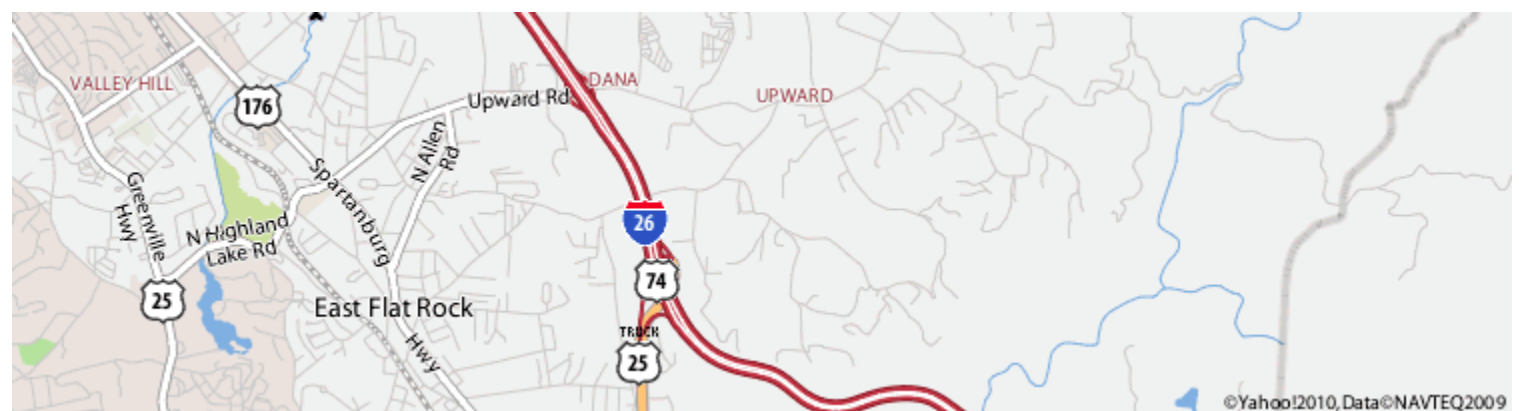 VALLEY HILL
176
DANA
Upward Rd
UPWARD
N Allen
Rd
Spartanburg
Greenville
Hwy
N Highland
Lake Rd
26
74
25
East Flat Rock
TRUCK
25
Hwy
©Yahoo!2010,Data©NAVTEQ2009